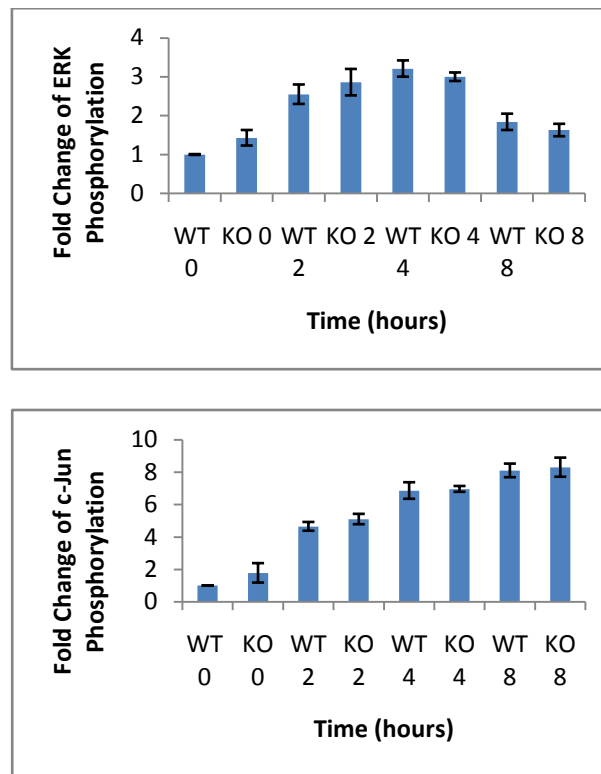 Fold Change of ERK
Phosphorylation
4
3
2
1
0
WT KO 0 WT KO 2 WT KO 4 WT KO 8
0 2 4 8
Time (hours)
Fold Change of c-Jun
Phosphorylation
10
8
6
4
2
0
WT KO WT KO WT KO WT KO
0 0 2 2 4 4 8 8
Time (hours)